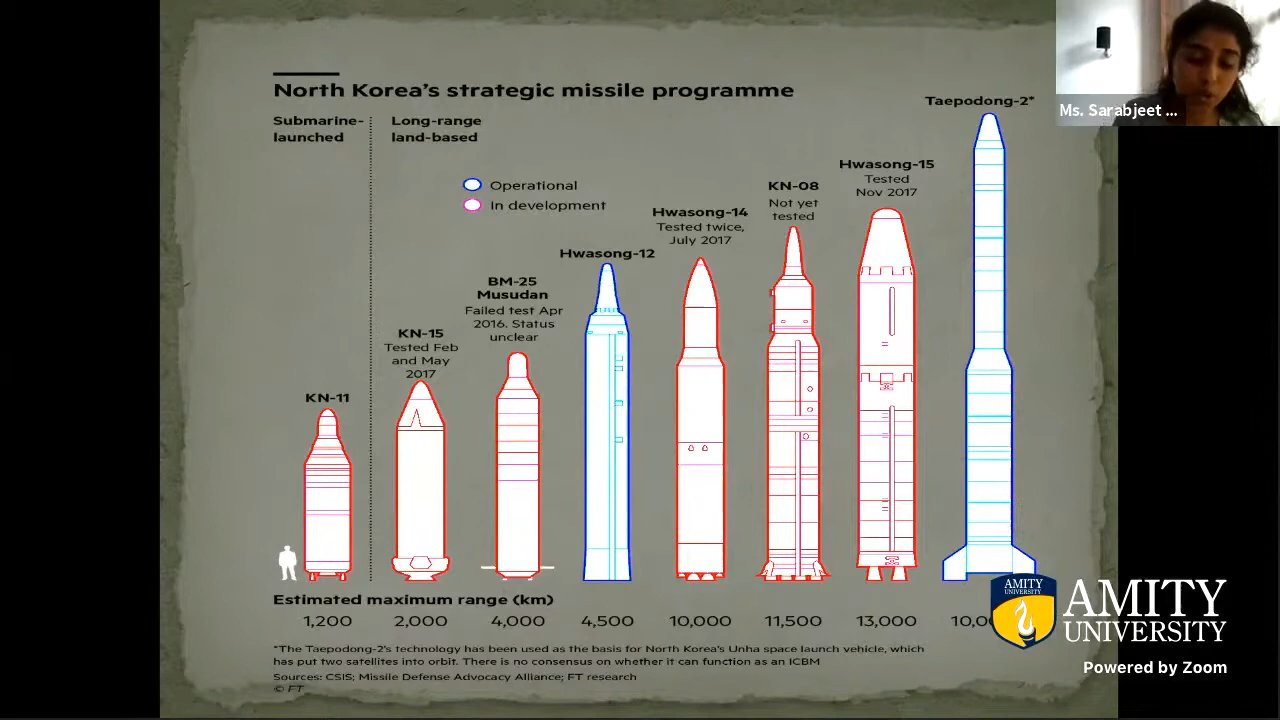 North Korea's strategic missile programme
Submarine-
launched
Long-range
land-based
Operational
In development
KN-11
KN-15
Tested Feb
and May
2017
BM-25
Musudan
Failed test Apr
2016. Status
unclear
Hwasong-12
Hwasong-14
Tested twice,
July 2017
KN-08
Not yet
tested
Hwasong-15
Tested
Nov 2017
Taepodong-2*
Ms. Sarabjeet ...
Estimated maximum range (km)
1,200 2,000 4,000 4,500 10,000 11,500 13,000 10,0
*The Taepodong-2's technology has been used as the basis for North Korea's Unha space launch vehicle, which
has put two satellites into orbit. There is no consensus on whether it can function as an ICBM
Sources: CSIS; Missile Defense Advocacy Alliance; FT research
© FT
AMITY
UNIVERSITY
AMITY
UNIVERSITY
Powered by Zoom